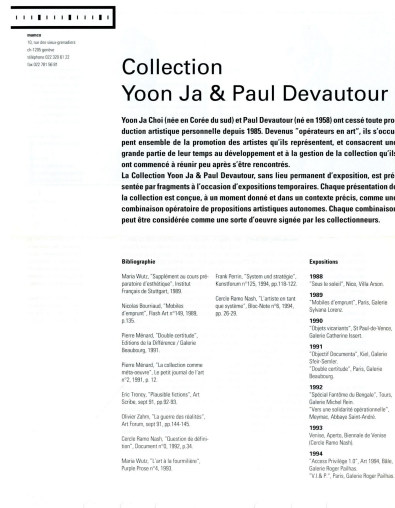 mamco
10, rue des vieux-grenadiers
ch-1205 genève
téléphone 022 320 61 22
fax 022 781 56 81
Collection
Yoon Ja & Paul Devautour
Yoon Ja Choi (née en Corée du sud) et Paul Devautour (né en 1958) ont cessé toute pro-
duction artistique personnelle depuis 1985. Devenus "opérateurs en art", ils s'occu-
pent ensemble de la promotion des artistes qu'ils représentent, et consacrent une
grande partie de leur temps au développement et à la gestion de la collection qu'ils
ont commencé à réunir peu après s'être rencontrés.
La Collection Yoon Ja & Paul Devautour, sans lieu permanent d'exposition, est pré-
sentée par fragments à l'occasion d'expositions temporaires. Chaque présentation de
la collection est conçue, à un moment donné et dans un contexte précis, comme une
combinaison opératoire de propositions artistiques autonomes. Chaque combinaison
peut être considérée comme une sorte d'oeuvre signée par les collectionneurs.
Bibliographie
Maria Wutz, "Supplément au cours pré-
paratoire d'esthétique", Institut
Français de Stuttgart, 1989.
Nicolas Bourriaud, "Mobiles
d'emprunt", Flash Art n°149, 1989,
p.135.
Pierre Ménard, "Double certitude",
Editions de la Différence / Galerie
Beaubourg, 1991.
Pierre Ménard, "La collection comme
méta-oeuvre", Le petit journal de l'art
n°2, 1991, p. 12.
Eric Troncy, "Plausible fictions", Art
Scribe, sept 91, pp.92-93.
Olivier Zahm, "La guerre des réalités",
Art Forum, sept 91, pp.144-145.
Cercle Ramo Nash, "Question de défini-
tion", Document n°0, 1992, p.34.
Maria Wutz, "L'art à la fourmilière",
Purple Prose n°4, 1993.
Frank Perrin, "System und stratégie",
Kunstforum n°125, 1994, pp.118-122.
Cercle Ramo Nash, "L'artiste en tant
que système", Bloc-Note n°6, 1994,
pp. 26-29.
Expositions
1988
"Sous le soleil", Nice, Villa Arson.
1989
"Mobiles d'emprunt", Paris, Galerie
Sylvana Lorenz.
1990
"Objets vicariants", St Paul-de-Vence,
Galerie Catherine Issert.
1991
"Objectif Documenta", Kiel, Galerie
Sfeir-Semler.
"Double certitude", Paris, Galerie
Beaubourg.
1992
"Spécial Fantôme du Bengale", Tours,
Galerie Michel Rein.
"Vers une solidarité opérationnelle",
Meymac, Abbaye Saint-André.
1993
Venise, Aperto, Biennale de Venise
(Cercle Ramo Nash).
1994
"Access Privilège 1.0", Art 1994, Bâle,
Galerie Roger Pailhas.
"V.I & P.", Paris, Galerie Roger Pailhas.